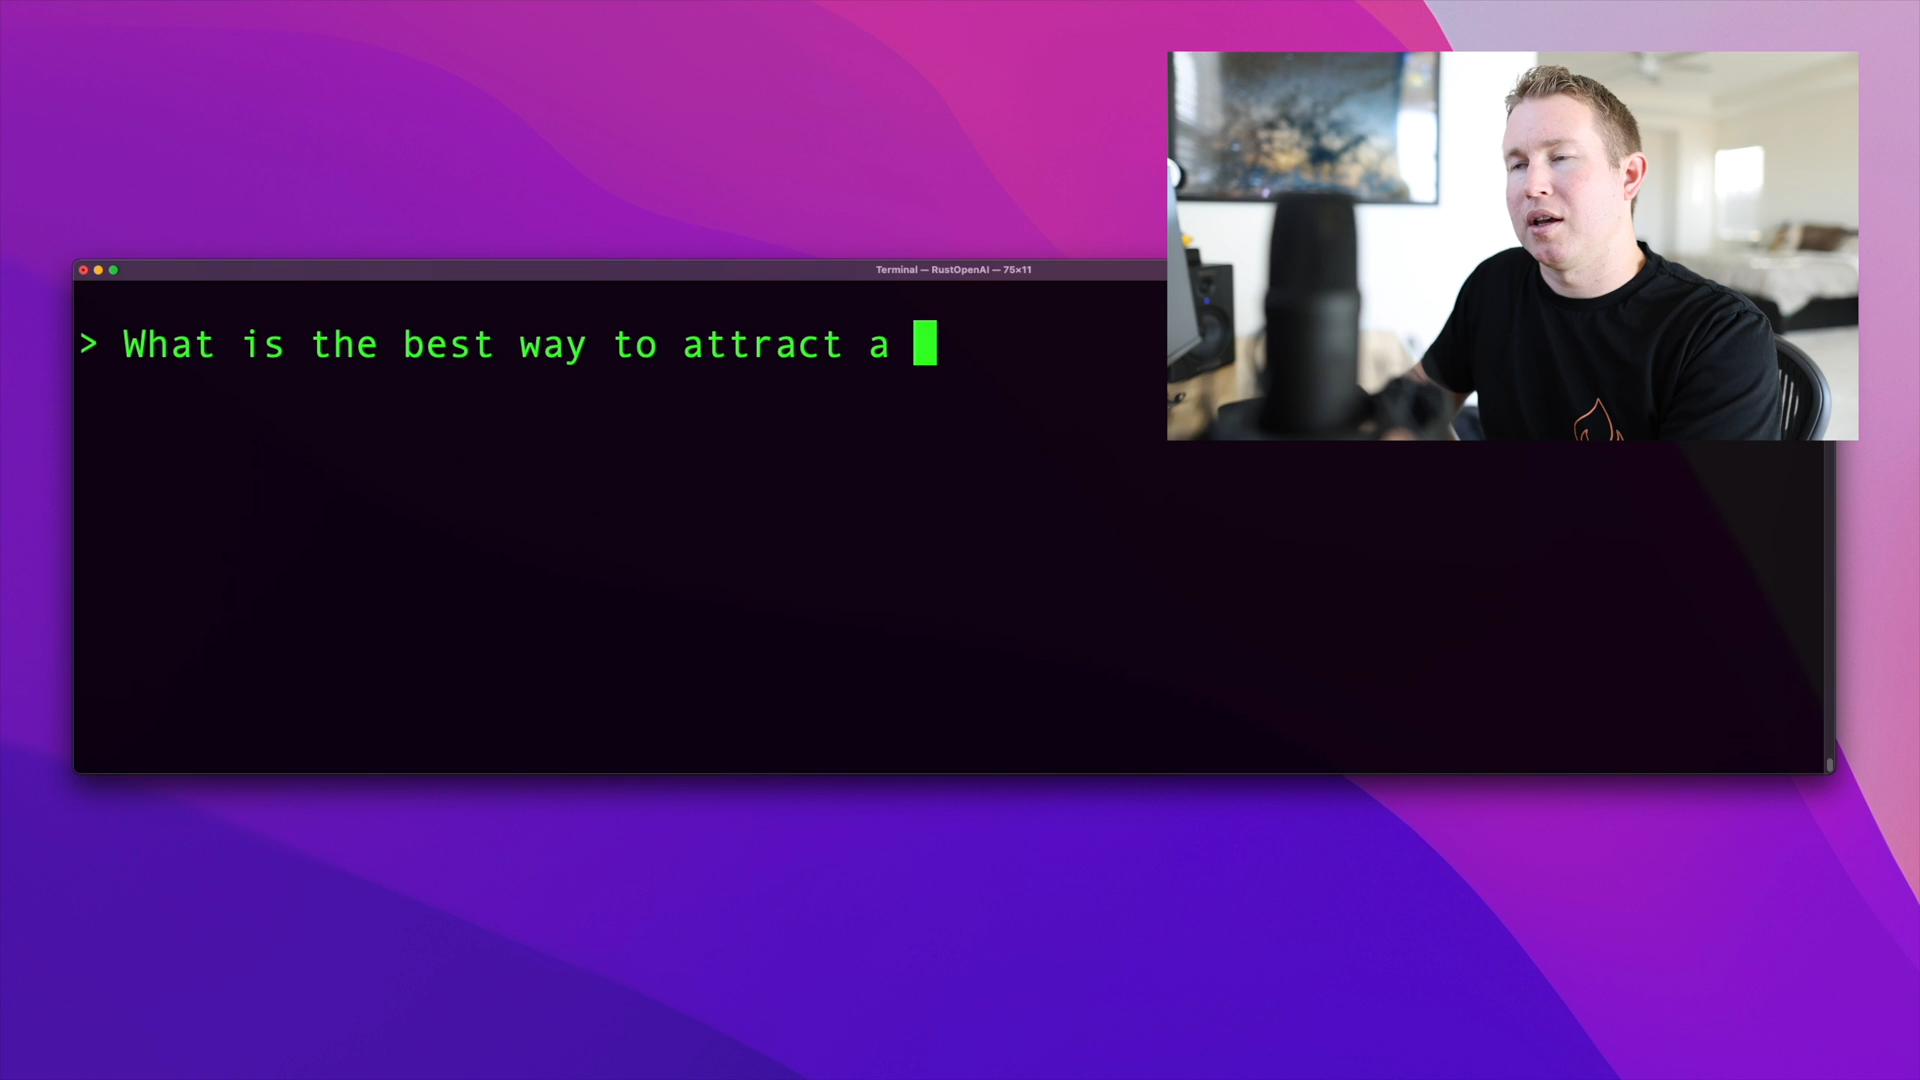 Terminal — RustOpenAI — 75×11
> What is the best way to attract a